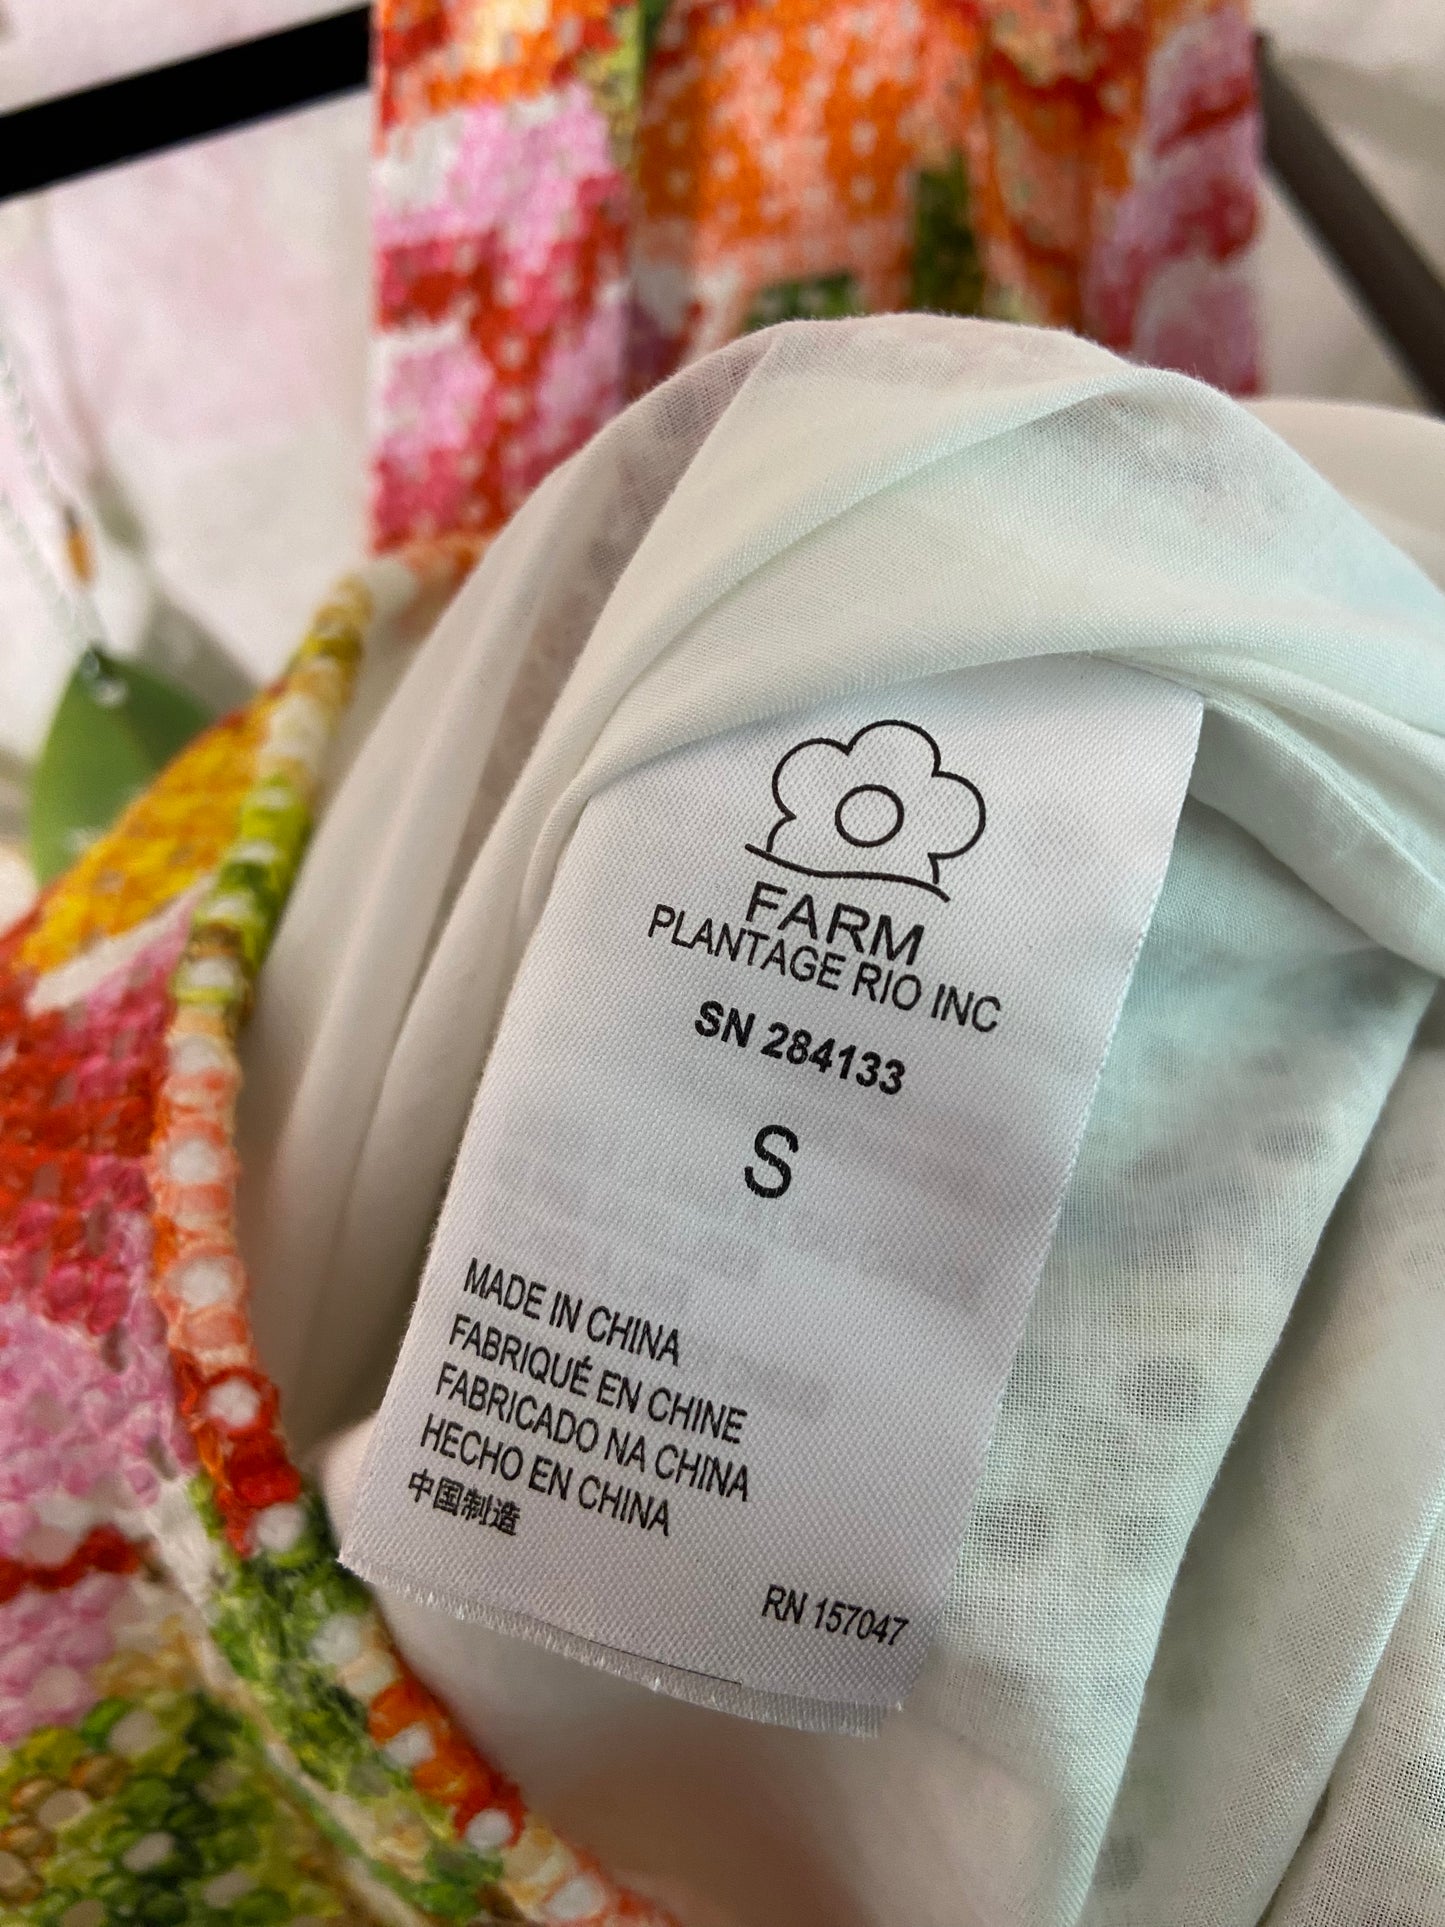 FARM
PLANTAGE RIO INC
SN 284133
S
MADE IN CHINA
FABRIQUÉ EN CHINE
FABRICADO NA CHINA
HECHO EN CHINA
中国制造
RN 157047